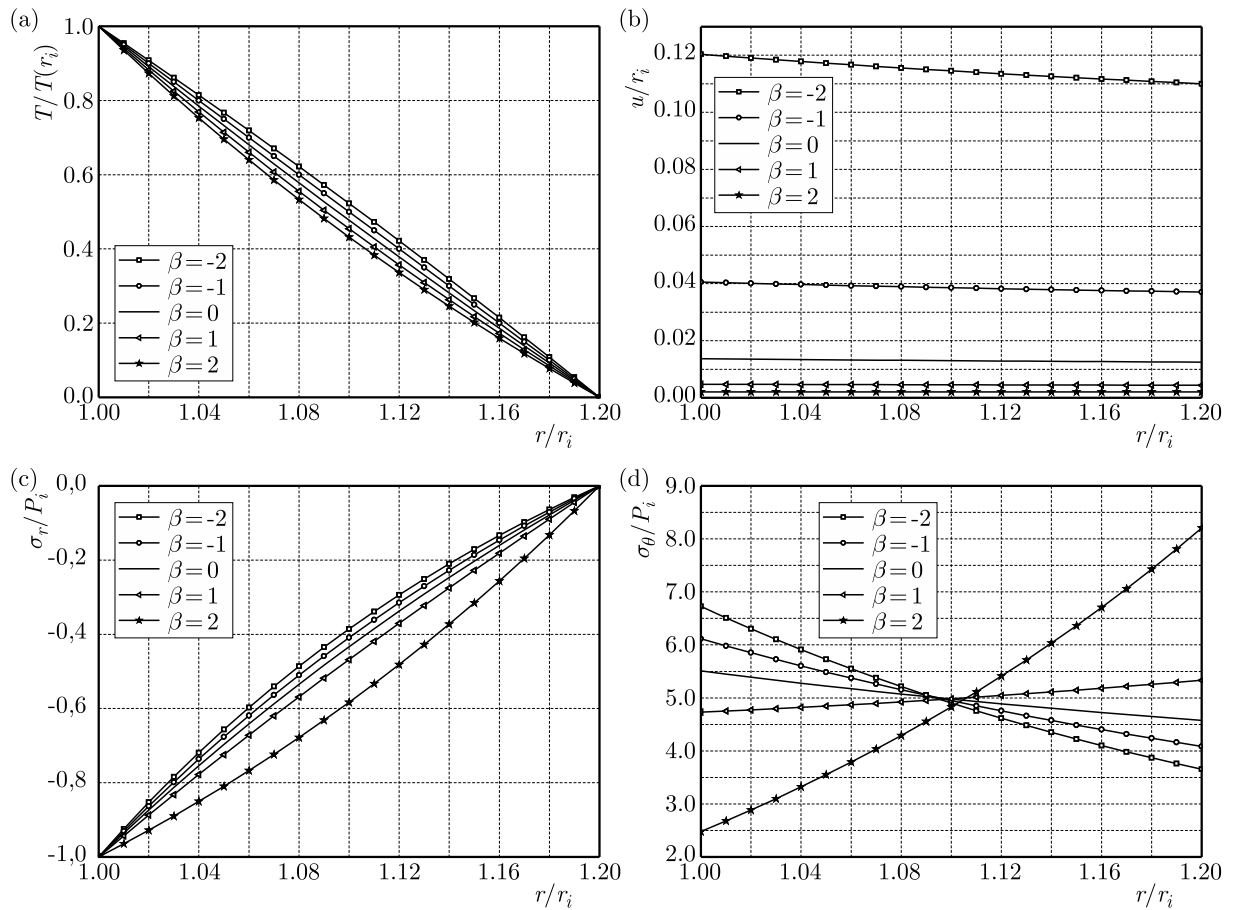 (a)
1.0
0.8
0.6
0.4
0.2
1.0
T/T(r_i)
β = -2
β = -1
β = 0
β = 1
β = 2
1.00 1.04 1.08 1.12 1.16 1.20
r/r_i
(b)
0.12
0.10
0.08
0.06
0.04
0.02
0.00
u/r_i
β = -2
β = -1
β = 0
β = 1
β = 2
1.00 1.04 1.08 1.12 1.16 1.20
r/r_i
(c)
0,0
-0,2
-0,4
-0,6
-0,8
-1,0
σ_r/P_i
β = -2
β = -1
β = 0
β = 1
β = 2
1.00 1.04 1.08 1.12 1.16 1.20
r/r_i
(d)
9.0
8.0
7.0
6.0
5.0
4.0
3.0
2.0
σ_θ/P_i
β = -2
β = -1
β = 0
β = 1
β = 2
1.00 1.04 1.08 1.12 1.16 1.20
r/r_i